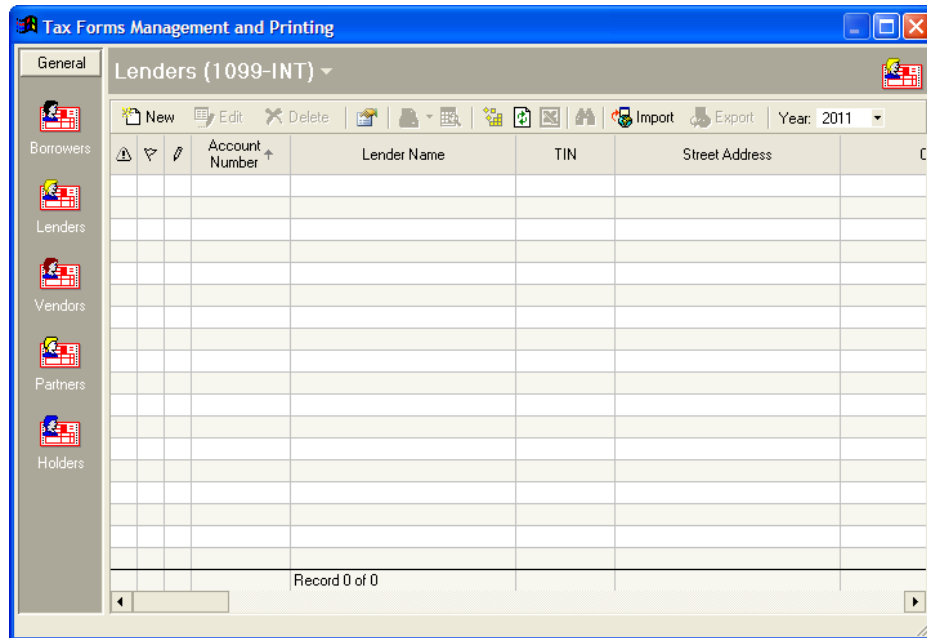 Tax Forms Management and Printing
General
Lenders (1099-INT)
Borrowers
Lenders
Vendors
Partners
Holders
New Edit Delete Import Export Year: 2011
Account Number Lender Name TIN Street Address C
Record 0 of 0